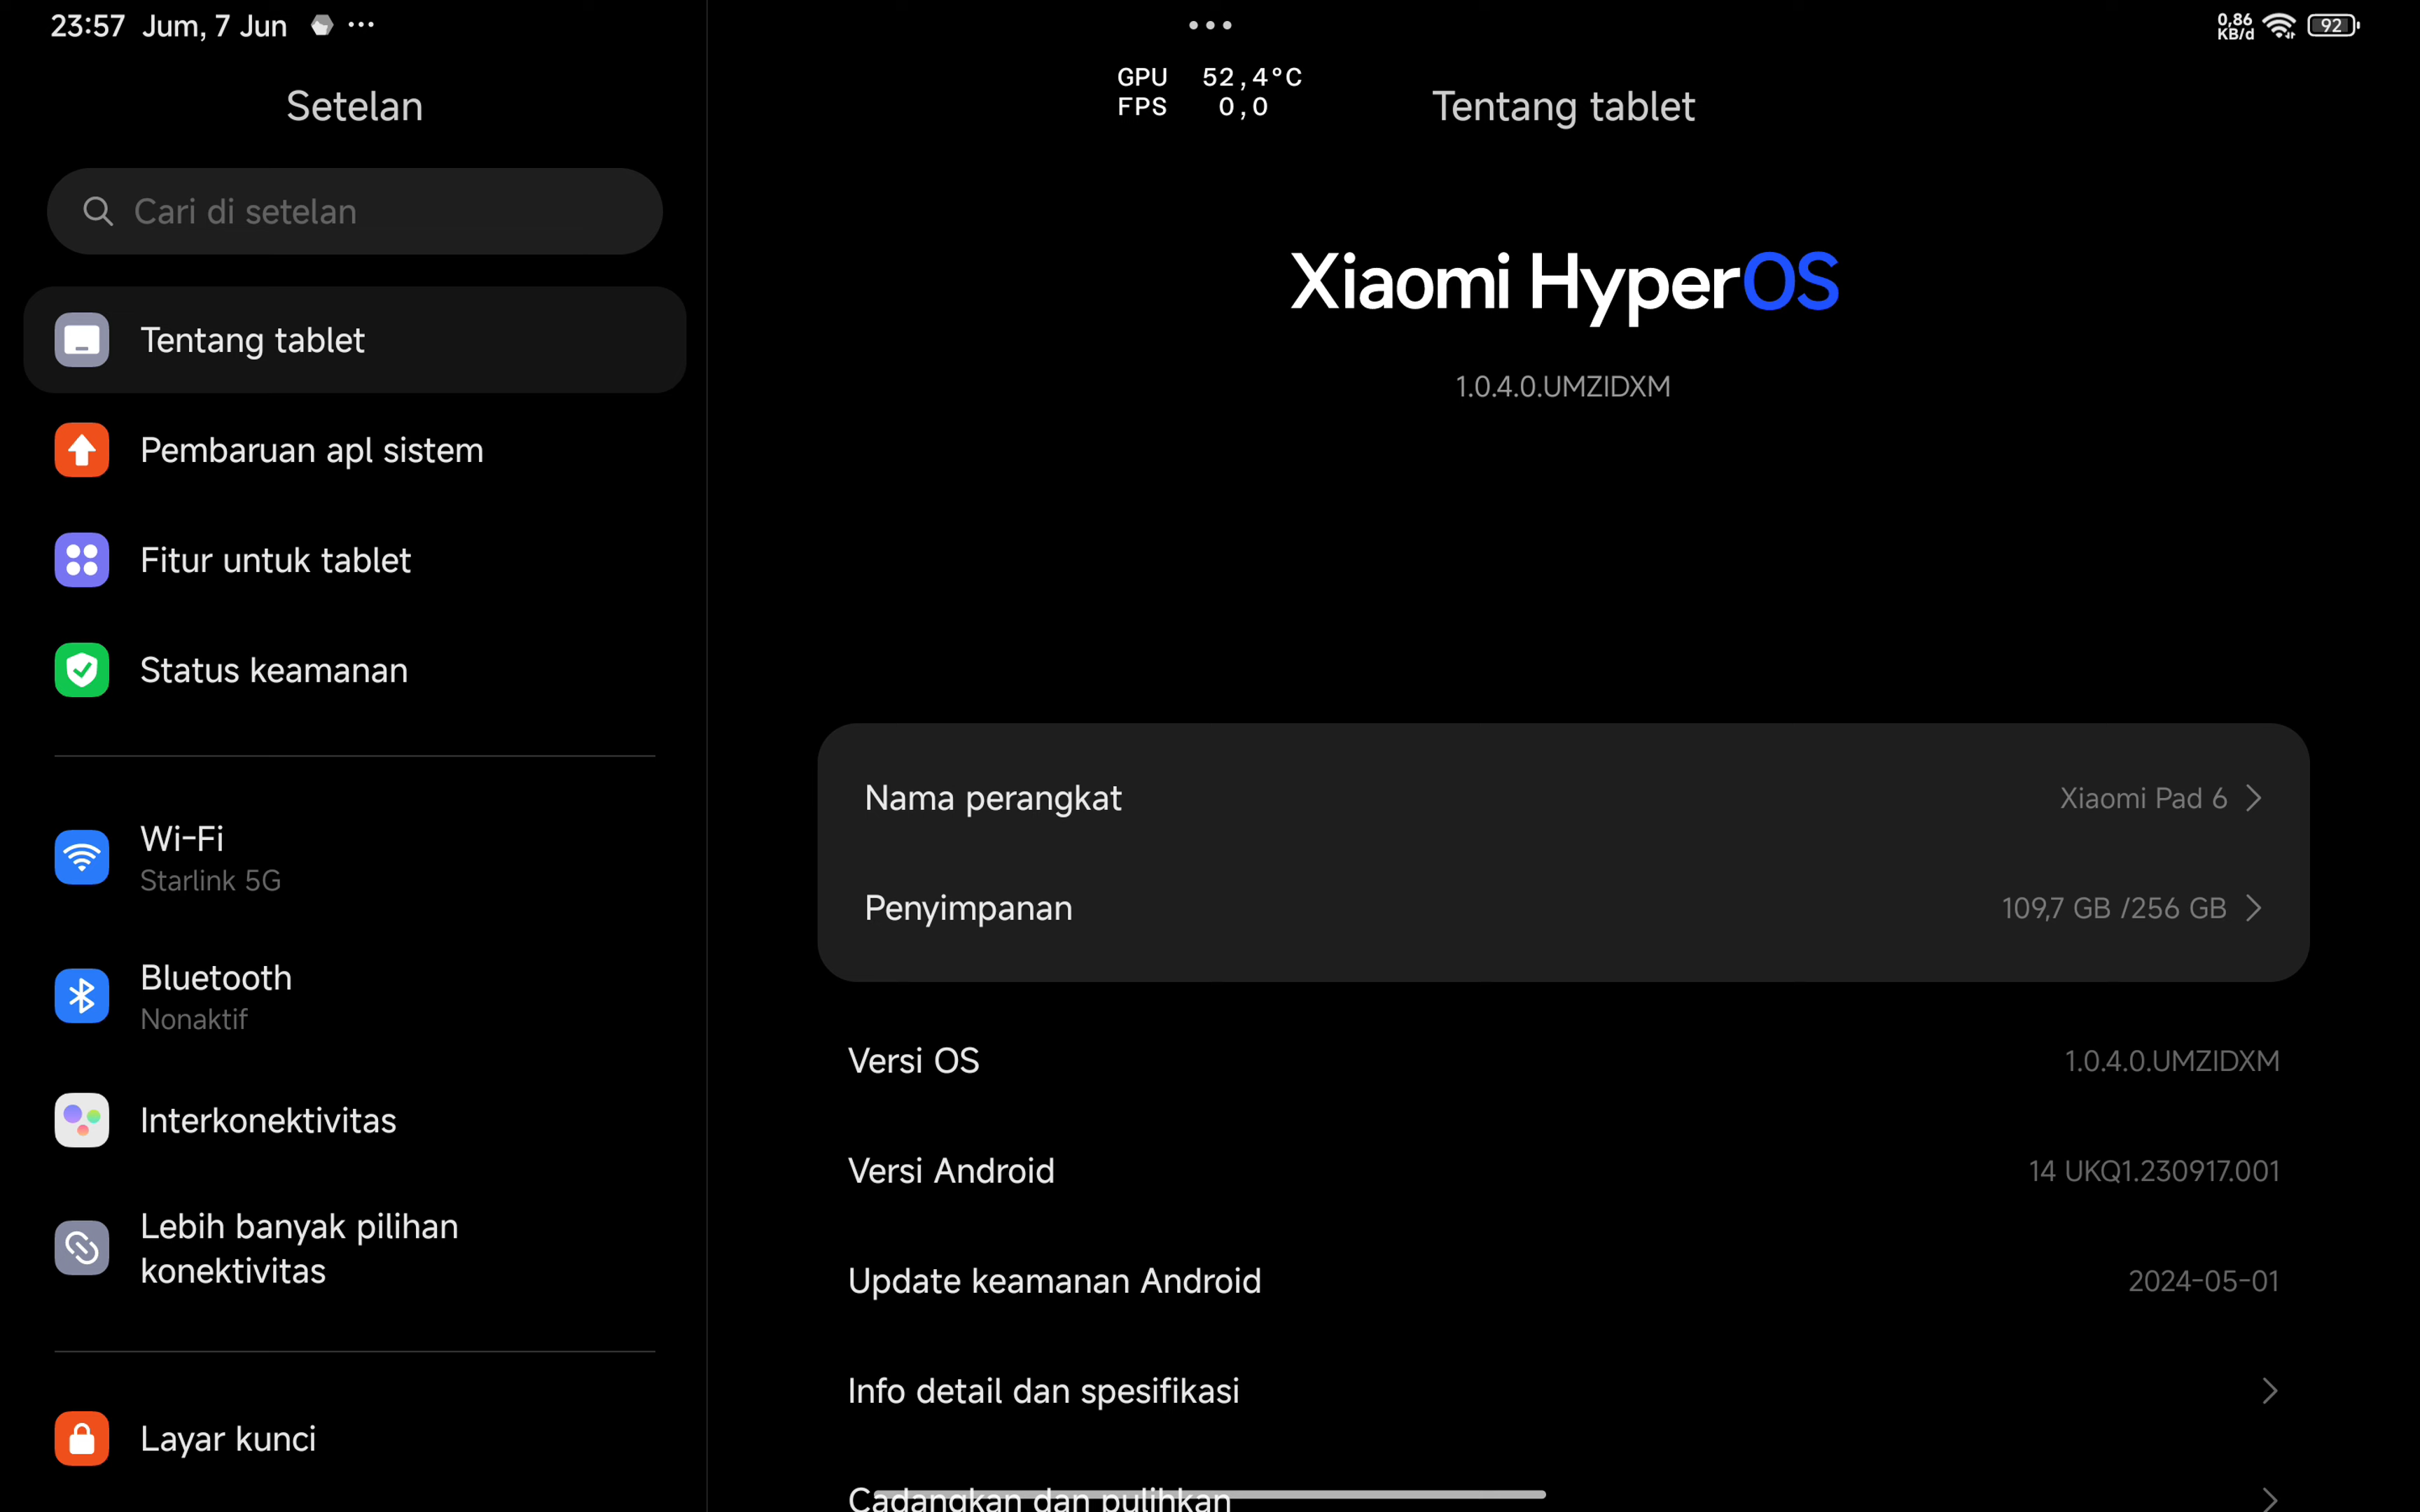 23:57 Jum, 7 Jun
0,86
KB/d
92
GPU 52,4°C
FPS 0,0
Setelan
Cari di setelan
Tentang tablet
Pembaruan apl sistem
Fitur untuk tablet
Status keamanan
Wi-Fi
Starlink 5G
Bluetooth
Nonaktif
Interkonektivitas
Lebih banyak pilihan
konektivitas
Layar kunci
Tentang tablet
Xiaomi HyperOS
1.0.4.0.UMZIDXM
Nama perangkat Xiaomi Pad 6
Penyimpanan 109,7 GB /256 GB
Versi OS 1.0.4.0.UMZIDXM
Versi Android 14 UKQ1.230917.001
Update keamanan Android 2024-05-01
Info detail dan spesifikasi
Cadangkan dan pulihkan